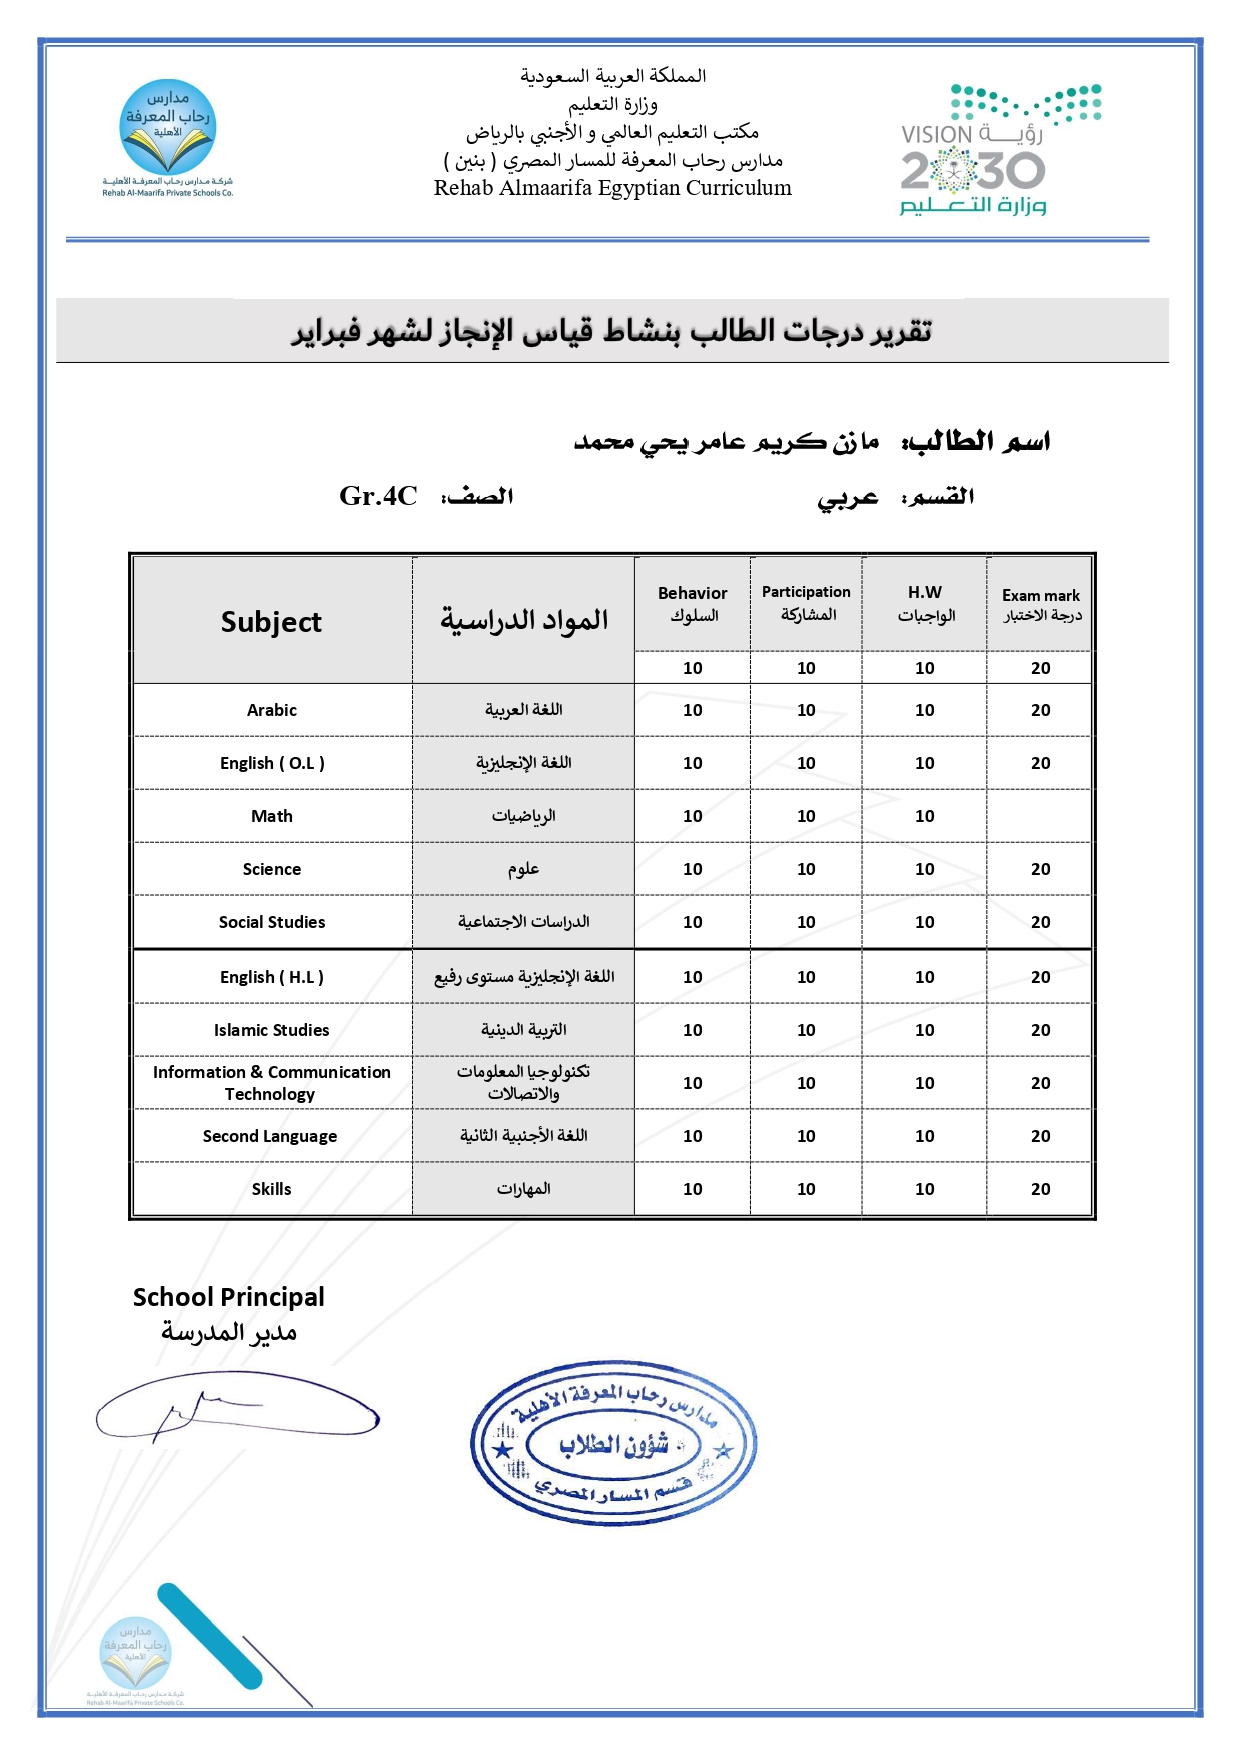 مدارس
رحاب المعرفة
الأهلية
شركة مدارس رحاب المعرفة الأهلية
Rehab Al-Maarifa Private Schools Co.
المملكة العربية السعودية
وزارة التعليم
مكتب التعليم العالمي و الأجنبي بالرياض
مدارس رحاب المعرفة للمسار المصري ( بنين )
Rehab Almaarifa Egyptian Curriculum
VISION رؤيــة
2030
وزارة التعـــليم
تقرير درجات الطالب بنشاط قياس الإنجاز لشهر فبراير
اسم الطالب: مازن كريم عامر يحي محمد
القسم: عربي الصف: Gr.4C
Subject المواد الدراسية Behavior Participation H.W Exam mark
السلوك المشاركة الواجبات درجة الاختبار
10 10 10 20
Arabic اللغة العربية 10 10 10 20
English ( O.L ) اللغة الإنجليزية 10 10 10 20
Math الرياضيات 10 10 10
Science علوم 10 10 10 20
Social Studies الدراسات الاجتماعية 10 10 10 20
English ( H.L ) اللغة الإنجليزية مستوى رفيع 10 10 10 20
Islamic Studies التربية الدينية 10 10 10 20
Information & Communication تكنولوجيا المعلومات
Technology والاتصالات 10 10 10 20
Second Language اللغة الأجنبية الثانية 10 10 10 20
Skills المهارات 10 10 10 20
School Principal
مدير المدرسة
مدارس رحاب المعرفة الأهلية
شؤون الطلاب
قسم المسار المصري
مدارس
رحاب المعرفة
الأهلية
شركة مدارس رحاب المعرفة الأهلية
Rehab Al-Maarifa Private Schools Co.